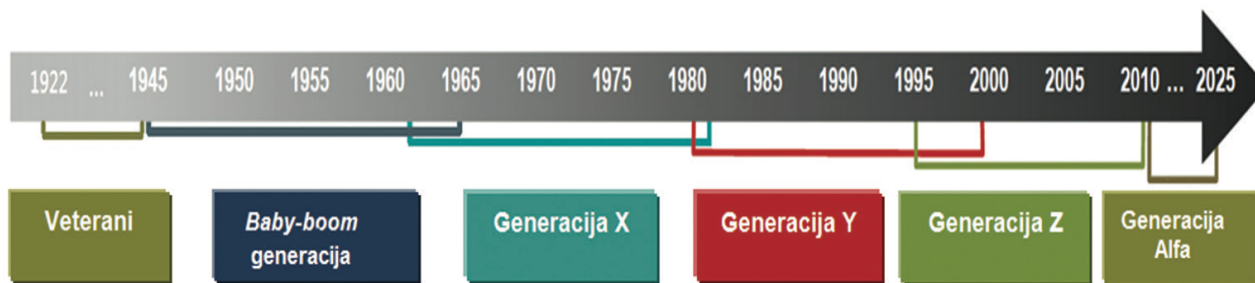 1922 ... 1945 1950 1955 1960 1965 1970 1975 1980 1985 1990 1995 2000 2005 2010 ... 2025
Veterani
Baby-boom
generacija
Generacija X
Generacija Y
Generacija Z
Generacija
Alfa